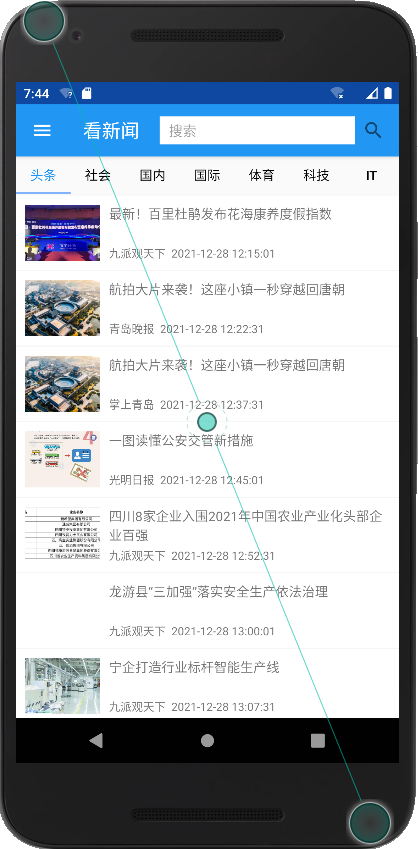 7:44
看新闻
搜索
头条 社会 国内 国际 体育 科技 IT
最新！百里杜鹃发布花海康养度假指数
九派观天下 2021-12-28 12:15:01
航拍大片来袭！这座小镇一秒穿越回唐朝
青岛晚报 2021-12-28 12:22:31
航拍大片来袭！这座小镇一秒穿越回唐朝
掌上青岛 2021-12-28 12:37:31
一图读懂公安交管新措施
光明日报 2021-12-28 12:45:01
四川8家企业入围2021年中国农业产业化头部企
业百强
九派观天下 2021-12-28 12:52:31
龙游县“三加强”落实安全生产依法治理
九派观天下 2021-12-28 13:00:01
宁企打造行业标杆智能生产线
九派观天下 2021-12-28 13:07:31